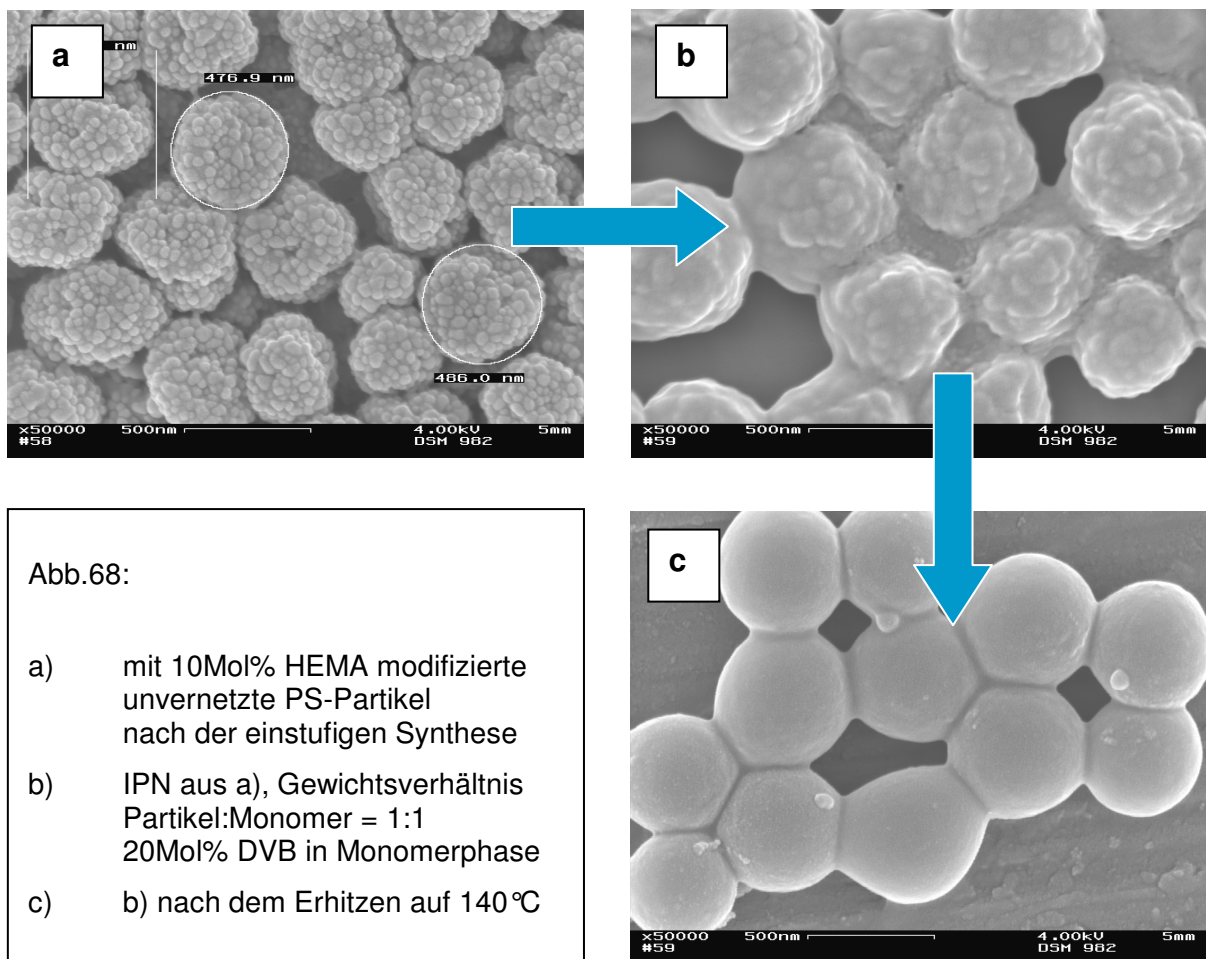 a
nm
476.9 nm
486.0 nm
x50000 500nm 4.00kV 5mm
#58 DSM 982
b
x50000 500nm 4.00kV 5mm
#59 DSM 982
Abb.68:
a) mit 10Mol% HEMA modifizierte
unvernetzte PS-Partikel
nach der einstufigen Synthese
b) IPN aus a), Gewichtsverhältnis
Partikel:Monomer = 1:1
20Mol% DVB in Monomerphase
c) b) nach dem Erhitzen auf 140°C
c
x50000 500nm 4.00kV 5mm
#59 DSM 982